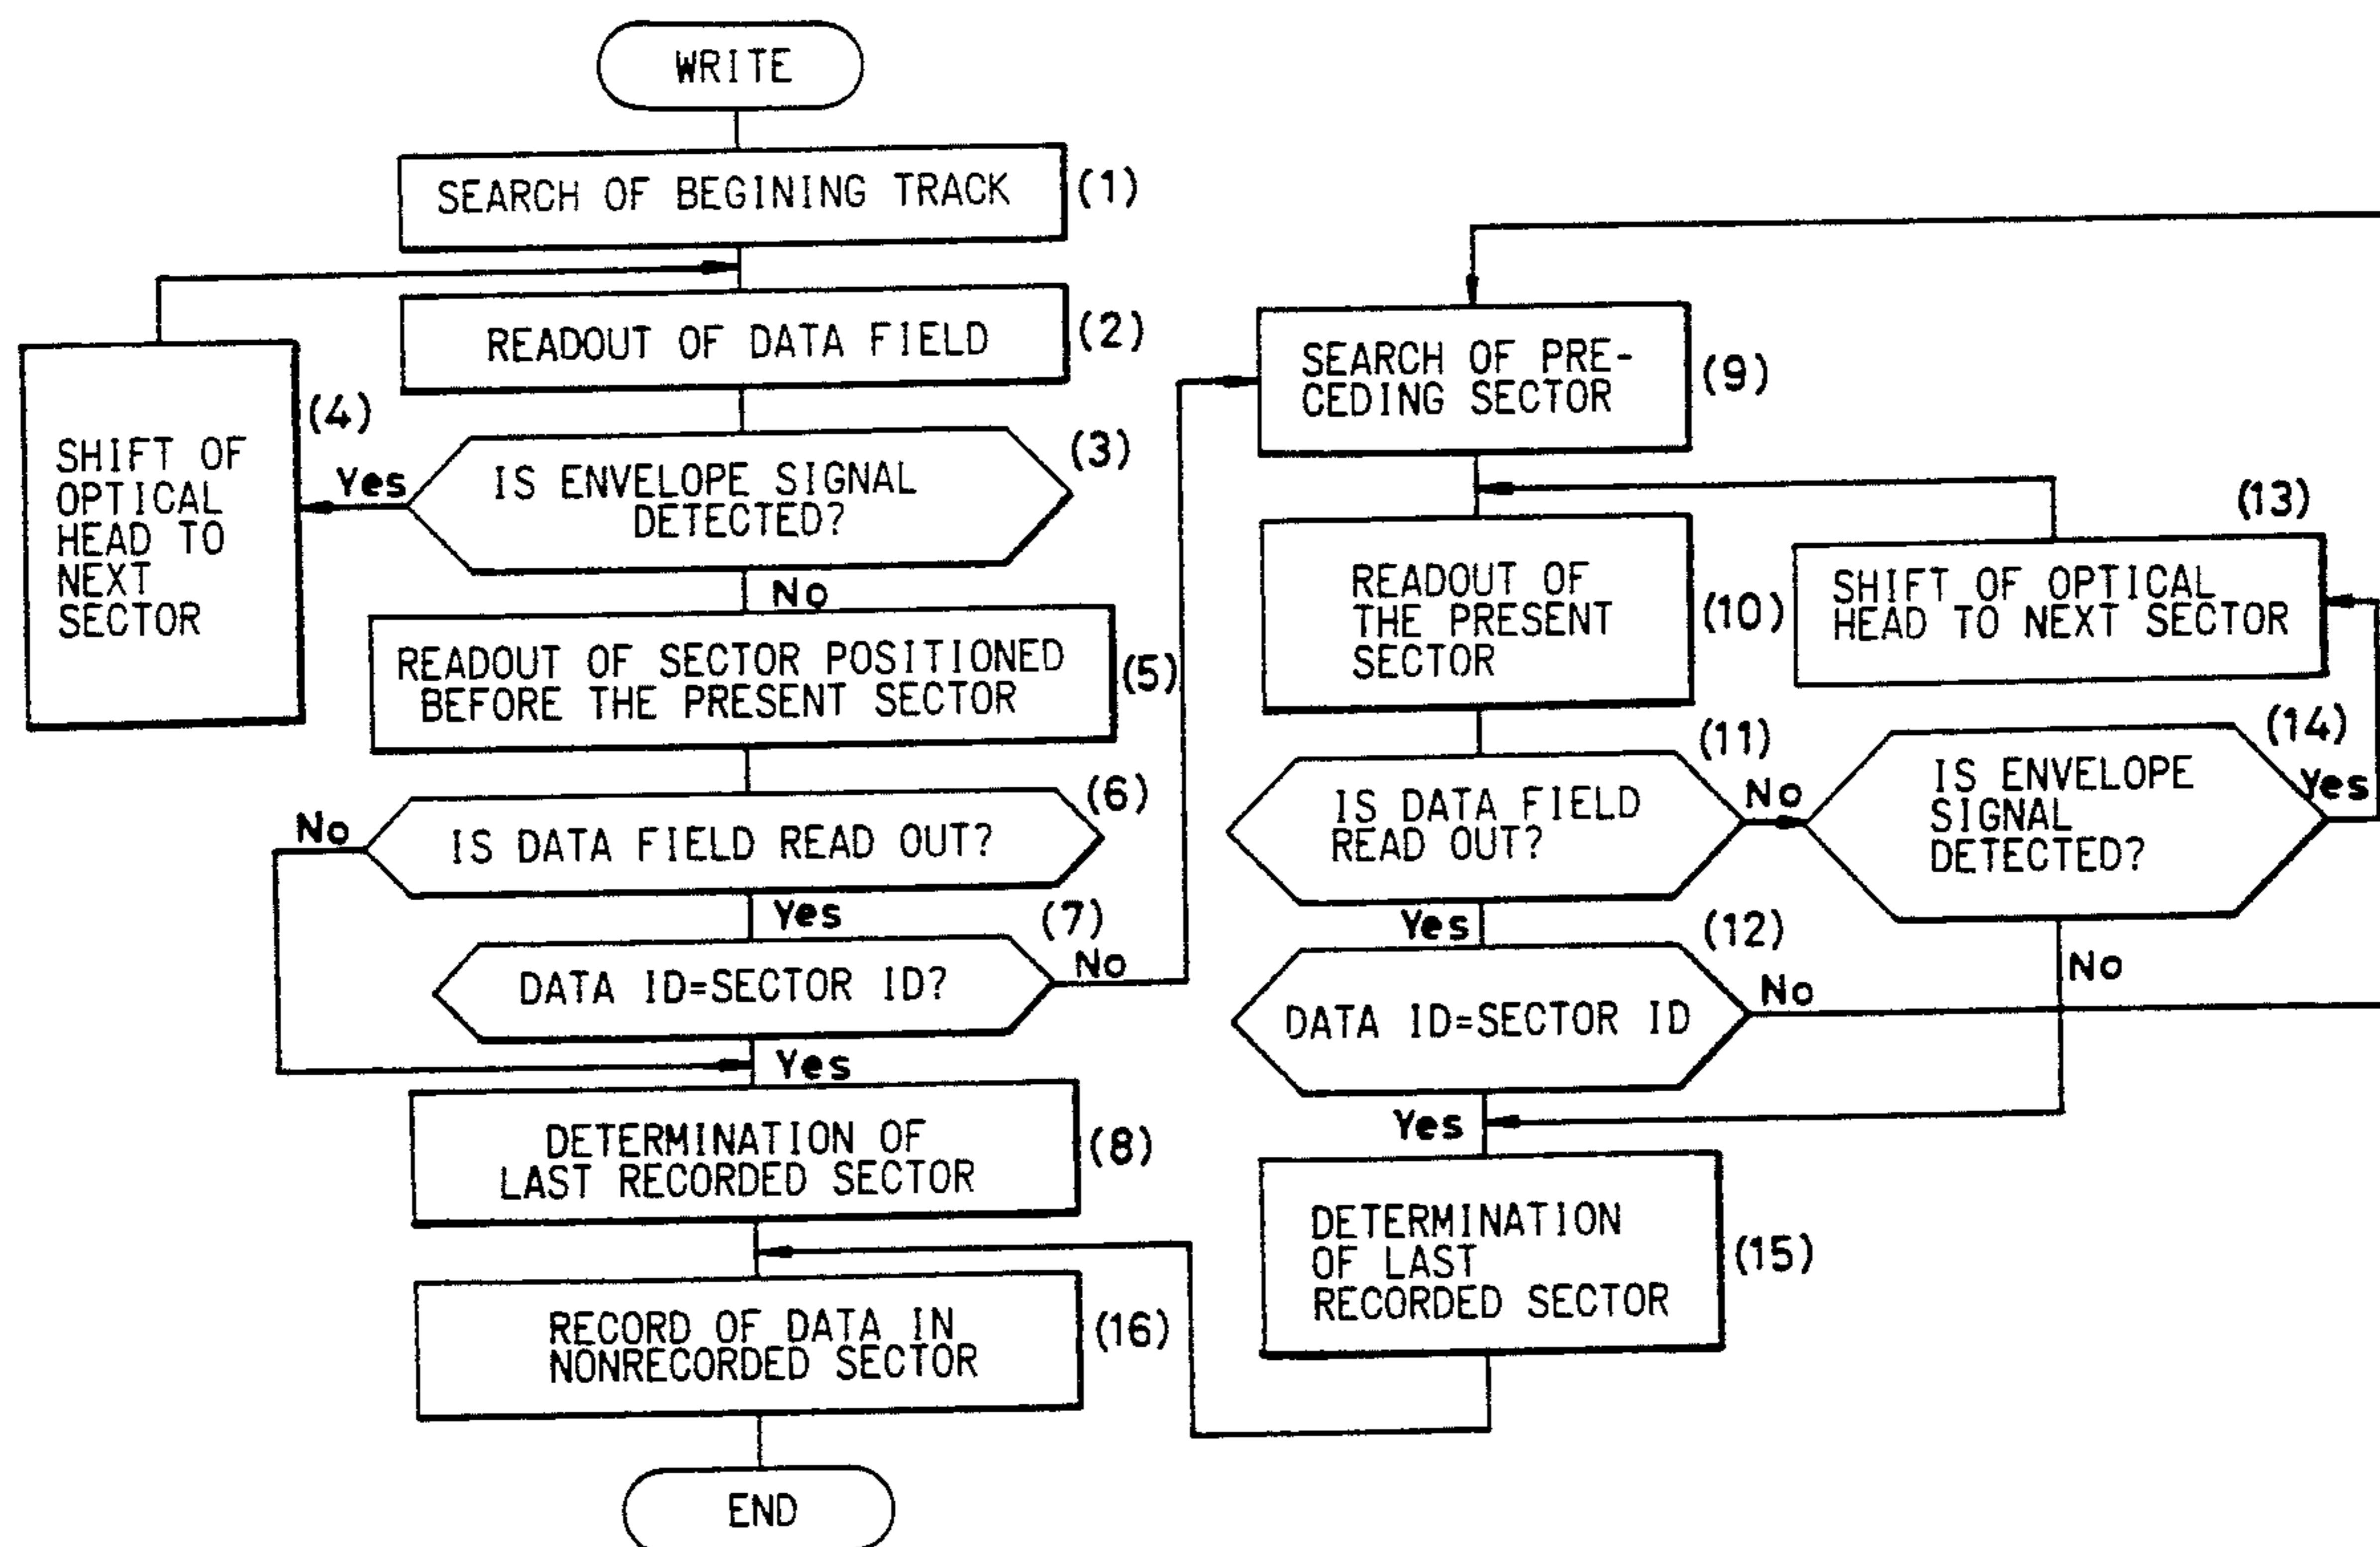 WRITE
SEARCH OF BEGINING TRACK
(1)
READOUT OF DATA FIELD
(2)
IS ENVELOPE SIGNAL
DETECTED?
(3)
Yes
No
SHIFT OF
OPTICAL
HEAD TO
NEXT
SECTOR
(4)
READOUT OF SECTOR POSITIONED
BEFORE THE PRESENT SECTOR
(5)
IS DATA FIELD READ OUT?
(6)
No
Yes
DATA ID=SECTOR ID?
(7)
No
Yes
DETERMINATION OF
LAST RECORDED SECTOR
(8)
SEARCH OF PRE-
CEDING SECTOR
(9)
READOUT OF
THE PRESENT
SECTOR
(10)
IS DATA FIELD
READ OUT?
(11)
No
Yes
DATA ID=SECTOR ID
(12)
No
Yes
SHIFT OF OPTICAL
HEAD TO NEXT SECTOR
(13)
IS ENVELOPE
SIGNAL
DETECTED?
(14)
Yes
No
DETERMINATION
OF LAST
RECORDED SECTOR
(15)
RECORD OF DATA IN
NONRECORDED SECTOR
(16)
END